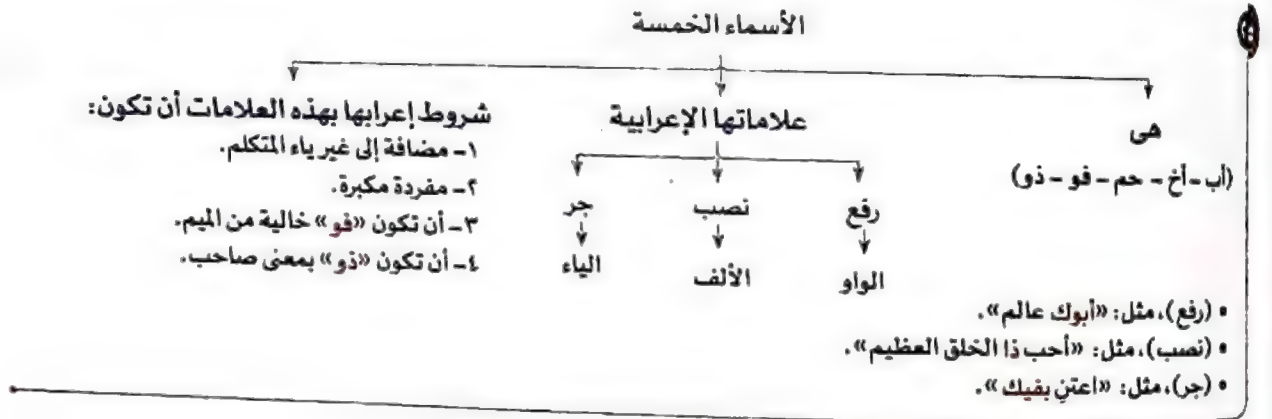 الأسماء الخمسة
هى
(أب - أخ - حم - فو - ذو)
علاماتها الإعرابية
رفع
نصب
جر
الواو
الألف
الياء
شروط إعرابها بهذه العلامات أن تكون:
١- مضافة إلى غير ياء المتكلم.
٢- مفردة مكبرة.
٣- أن تكون «فو» خالية من الميم.
٤- أن تكون «ذو» بمعنى صاحب.
• (رفع)، مثل: «أبوك عالم».
• (نصب)، مثل: «أحب ذا الخلق العظيم».
• (جر)، مثل: «اعتنِ بفيك».